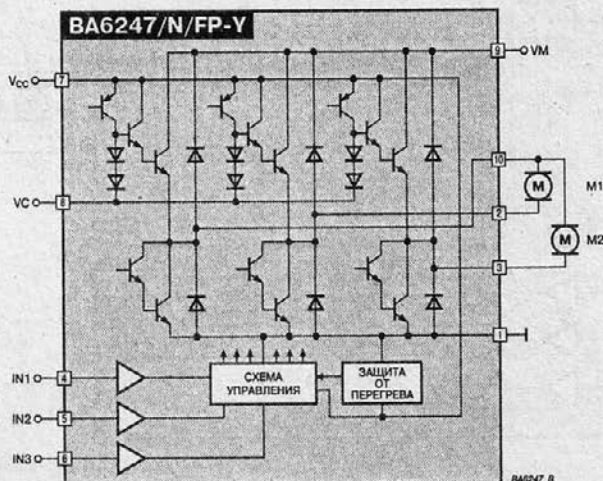 BA6247/N/FP-Y
VCC 7
9 VM
10
M M1
VC 8
2
M M2
3
1
IN1 4
СХЕМА
УПРАВЛЕНИЯ
ЗАЩИТА
ОТ
ПЕРЕГРЕВА
IN2 5
IN3 6
BA6247_B